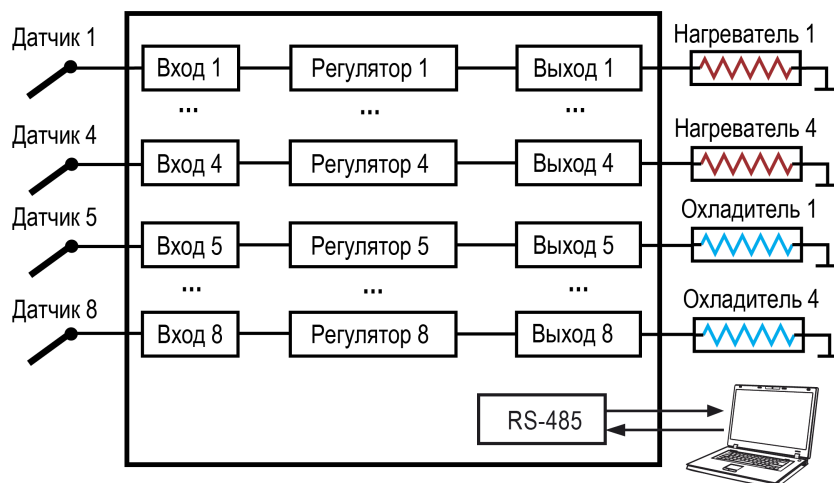 Датчик 1
Вход 1
Регулятор 1
Выход 1
Нагреватель 1
... ... ...
Датчик 4
Вход 4
Регулятор 4
Выход 4
Нагреватель 4
Датчик 5
Вход 5
Регулятор 5
Выход 5
Охладитель 1
... ... ...
Датчик 8
Вход 8
Регулятор 8
Выход 8
Охладитель 4
RS-485